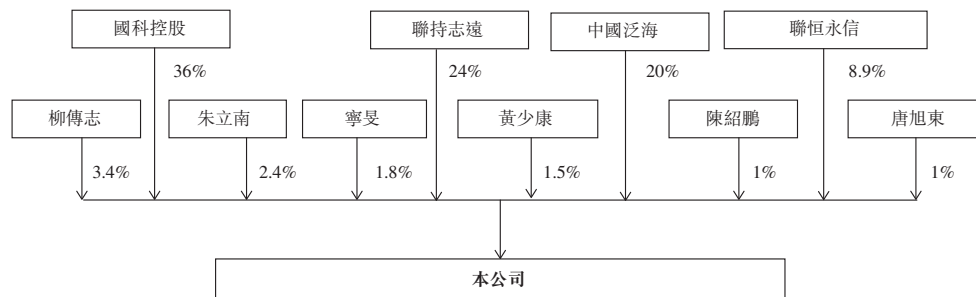 國科控股
聯持志遠
中國泛海
聯恒永信
36%
24%
20%
8.9%
柳傳志
朱立南
寧旻
黃少康
陳紹鵬
唐旭東
3.4%
2.4%
1.8%
1.5%
1%
1%
本公司